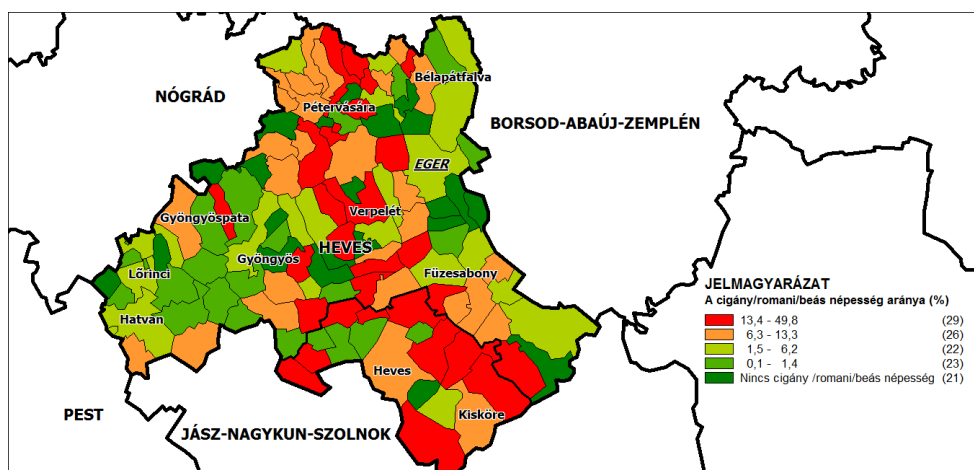 NÓGRÁD
Bélapátfalva
Pétervására
BORSOD-ABAÚJ-ZEMPLÉN
EGER
Gyöngyöspata
Verpelét
HEVES
Gyöngyös
Lőrinci
Füzesabony
Hatvan
Heves
Kisköre
PEST
JÁSZ-NAGYKUN-SZOLNOK
JELMAGYARÁZAT
A cigány/romani/beás népesség aránya (%)
13,4 - 49,8 (29)
6,3 - 13,3 (26)
1,5 - 6,2 (22)
0,1 - 1,4 (23)
Nincs cigány /romani/beás népesség (21)